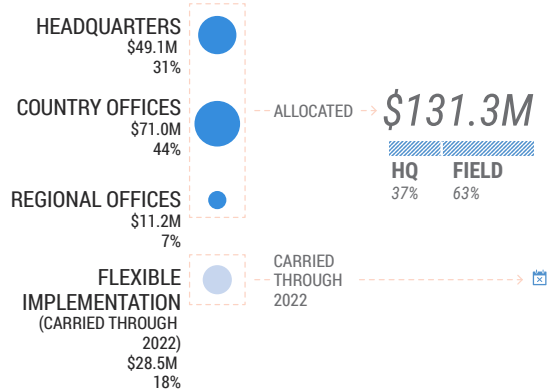 HEADQUARTERS
$49.1M
31%
COUNTRY OFFICES
$71.0M
44%
REGIONAL OFFICES
$11.2M
7%
FLEXIBLE
IMPLEMENTATION
(CARRIED THROUGH
2022)
$28.5M
18%
ALLOCATED
$131.3M
HQ FIELD
37% 63%
CARRIED
THROUGH
2022